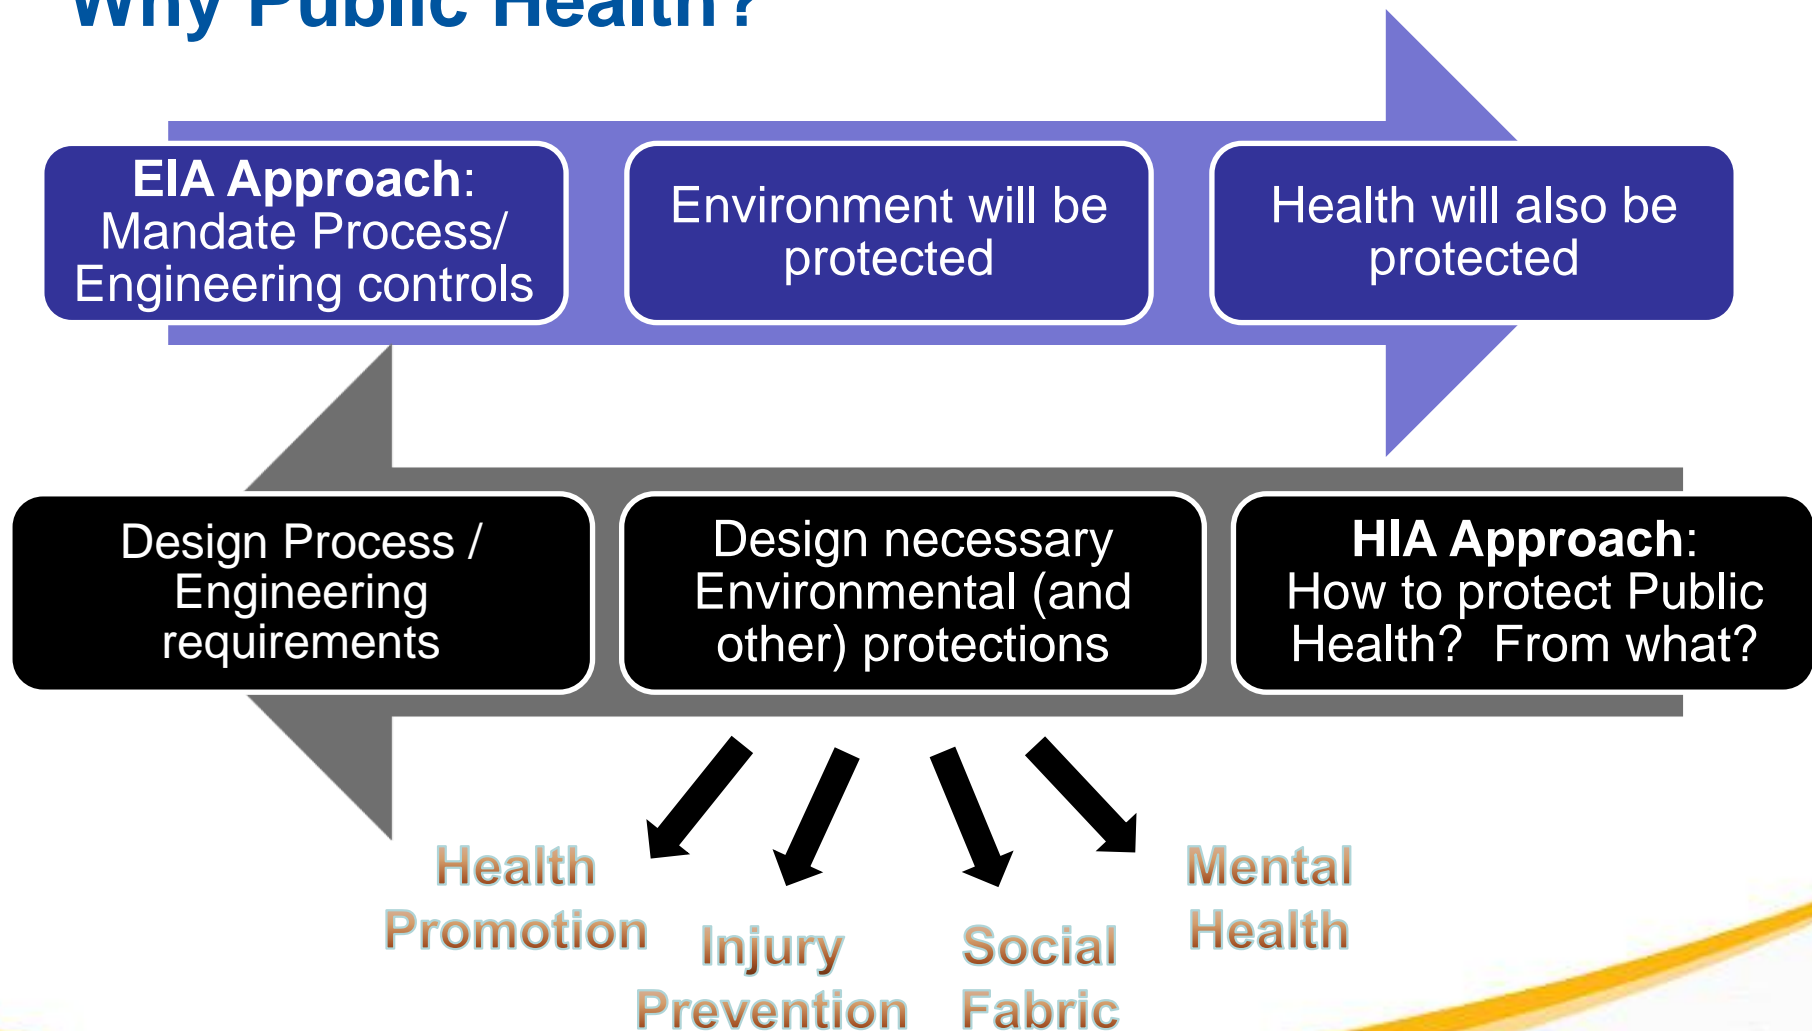 Why Public Health?
EIA Approach:
Mandate Process/
Engineering controls
Environment will be
protected
Health will also be
protected
Design Process /
Engineering
requirements
Design necessary
Environmental (and
other) protections
HIA Approach:
How to protect Public
Health?  From what?
Health
Promotion
Injury
Prevention
Social
Fabric
Mental
Health